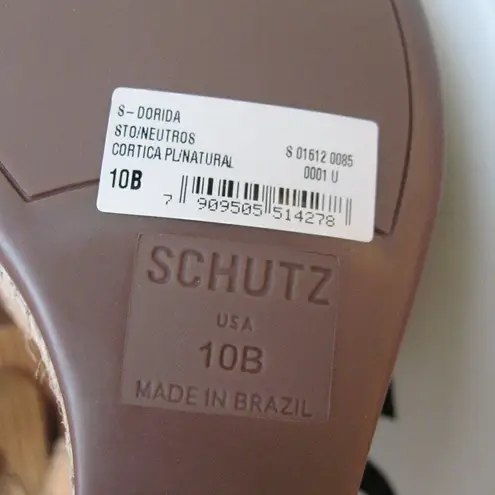 S-DORIDA
STO/NEUTROS
CORTICA PL/NATURAL S 01612 0085
10B 0001 U
7 909505 514278
SCHUTZ
USA
10B
MADE IN BRAZIL